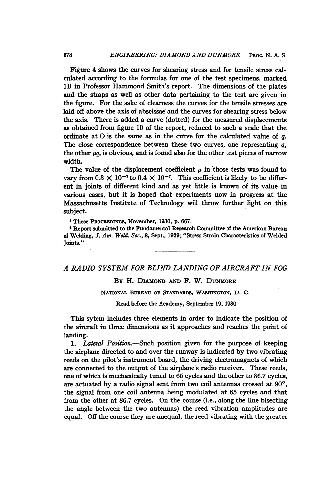 678 ENGINEERING: DIAMOND AND DUNMORE Proc. N. A. S.
Figure 4 shows the curves for shearing stress and for tensile stress cal-
culated according to the formulas for one of the test specimens, marked
1D in Professor Hammond Smith's report. The dimensions of the plates
and the straps as well as other data pertaining to the test are given in
the figure. For the sake of clearness the curves for the tensile stresses are
laid off above the axis of abscissae and the curves for shearing stress below
the axis. There is added a curve (dotted) for the measured displacements
as obtained from figure 10 of the report, reduced to such a scale that the
ordinate at O is the same as in the curve for the calculated value of q.
The close correspondence between these two curves, one representing q,
the other μq, is obvious, and is found also for the other test pieces of narrow
width.
The value of the displacement coefficient μ in those tests was found to
vary from 0.3 × 10⁻⁶ to 0.4 × 10⁻⁶. This coefficient is likely to be differ-
ent in joints of different kind and as yet little is known of its value in
various cases, but it is hoped that experiments now in progress at the
Massachusetts Institute of Technology will throw further light on this
subject.
¹ These Proceedings, November, 1930, p. 667.
² Report submitted to the Fundamental Research Committee of the American Bureau
of Welding, J. Am. Weld. Soc., 8, Sept., 1929; "Stress Strain Characteristics of Welded
Joints."
A RADIO SYSTEM FOR BLIND LANDING OF AIRCRAFT IN FOG
By H. Diamond and F. W. Dunmore
National Bureau of Standards, Washington, D. C.
Read before the Academy, September 19, 1930
This sytem includes three elements in order to indicate the position of
the aircraft in three dimensions as it approaches and reaches the point of
landing.
1. Lateral Position.—Such position given for the purpose of keeping
the airplane directed to and over the runway is indicated by two vibrating
reeds on the pilot's instrument board, the driving electromagnets of which
are connected to the output of the airplane's radio receiver. These reeds,
one of which is mechanically tuned to 65 cycles and the other to 86.7 cycles,
are actuated by a radio signal sent from two coil antennas crossed at 90°,
the signal from one coil antenna being modulated at 65 cycles and that
from the other at 86.7 cycles. On the course (i.e., along the line bisecting
the angle between the two antennas) the reed vibration amplitudes are
equal. Off the course they are unequal, the reed vibrating with the greater